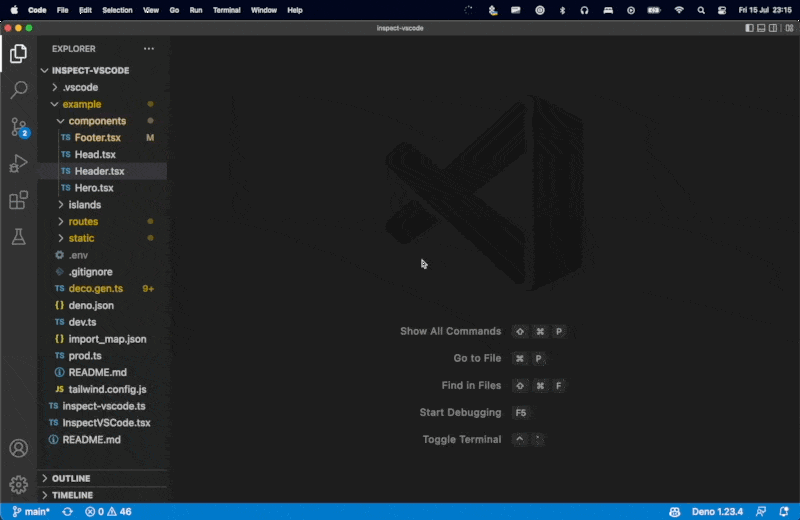 Code File Edit Selection View Go Run Terminal Window Help Fri 15 Jul 23:15
inspect-vscode
EXPLORER
INSPECT-VSCODE
.vscode
example
components
TS Footer.tsx M
TS Head.tsx
TS Header.tsx
TS Hero.tsx
islands
routes
static
.env
.gitignore
TS deco.gen.ts 9+
{} deno.json
TS dev.ts
{} import_map.json
TS prod.ts
README.md
JS tailwind.config.js
TS inspect-vscode.ts
TS InspectVSCode.tsx
README.md
2
Show All Commands ⇧ ⌘ P
Go to File ⌘ P
Find in Files ⇧ ⌘ F
Start Debugging F5
Toggle Terminal ^ `
OUTLINE
TIMELINE
main* 0 46 Deno 1.23.4